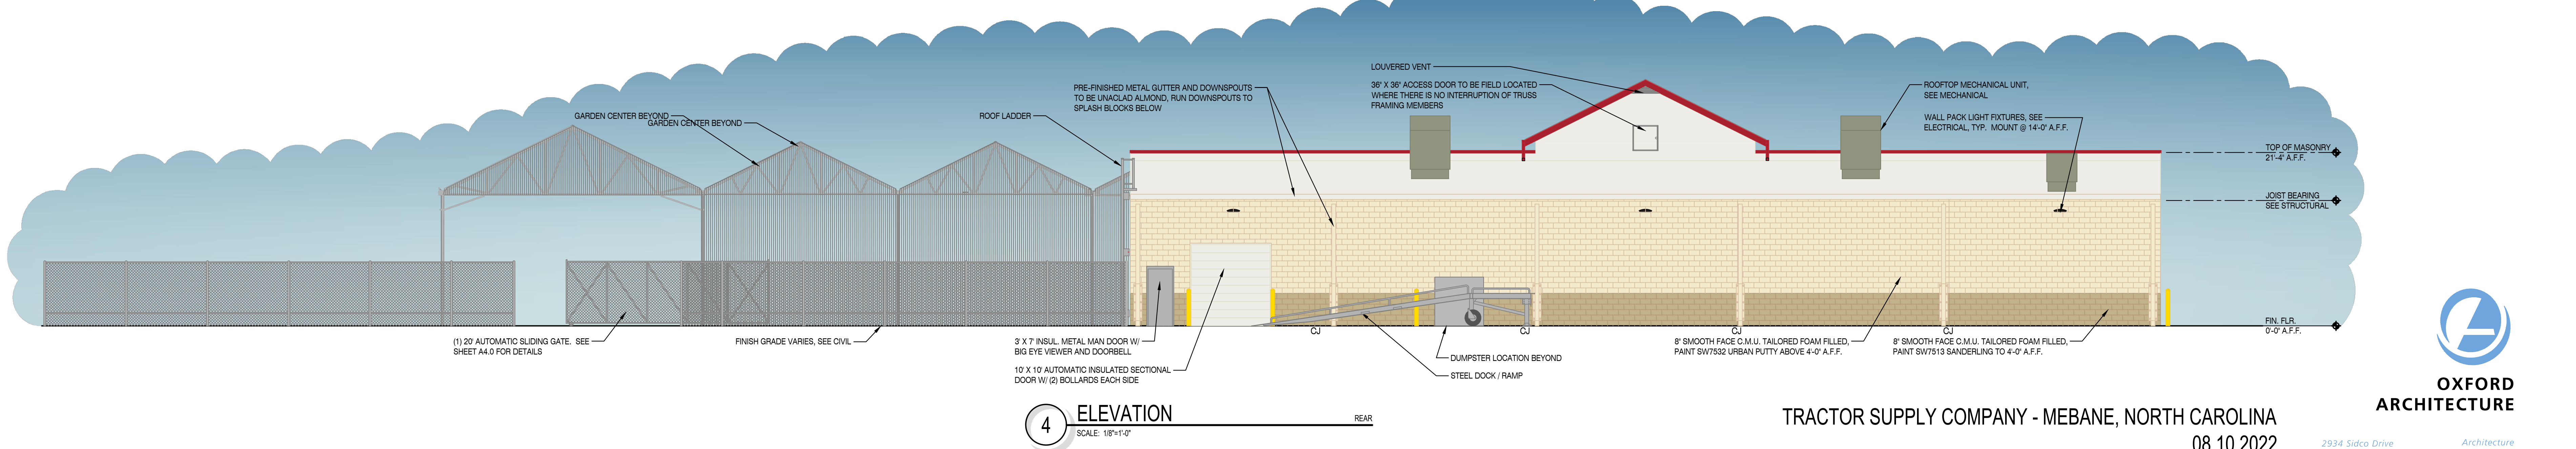 LOUVERED VENT
36" X 36" ACCESS DOOR TO BE FIELD LOCATED
WHERE THERE IS NO INTERRUPTION OF TRUSS
FRAMING MEMBERS
PRE-FINISHED METAL GUTTER AND DOWNSPOUTS
TO BE UNACLAD ALMOND, RUN DOWNSPOUTS TO
SPLASH BLOCKS BELOW
ROOFTOP MECHANICAL UNIT,
SEE MECHANICAL
WALL PACK LIGHT FIXTURES, SEE
ELECTRICAL, TYP. MOUNT @ 14'-0" A.F.F.
GARDEN CENTER BEYOND
GARDEN CENTER BEYOND
ROOF LADDER
TOP OF MASONRY
21'-4" A.F.F.
JOIST BEARING
SEE STRUCTURAL
FIN. FLR.
0'-0" A.F.F.
CJ
CJ
CJ
CJ
(1) 20' AUTOMATIC SLIDING GATE. SEE
SHEET A4.0 FOR DETAILS
FINISH GRADE VARIES, SEE CIVIL
3' X 7' INSUL. METAL MAN DOOR W/
BIG EYE VIEWER AND DOORBELL
10' X 10' AUTOMATIC INSULATED SECTIONAL
DOOR W/ (2) BOLLARDS EACH SIDE
DUMPSTER LOCATION BEYOND
STEEL DOCK / RAMP
8" SMOOTH FACE C.M.U. TAILORED FOAM FILLED,
PAINT SW7532 URBAN PUTTY ABOVE 4'-0" A.F.F.
8" SMOOTH FACE C.M.U. TAILORED FOAM FILLED,
PAINT SW7513 SANDERLING TO 4'-0" A.F.F.
4
ELEVATION
REAR
SCALE: 1/8"=1'-0"
TRACTOR SUPPLY COMPANY - MEBANE, NORTH CAROLINA
08.10.2022
OXFORD
ARCHITECTURE
2934 Sidco Drive
Architecture